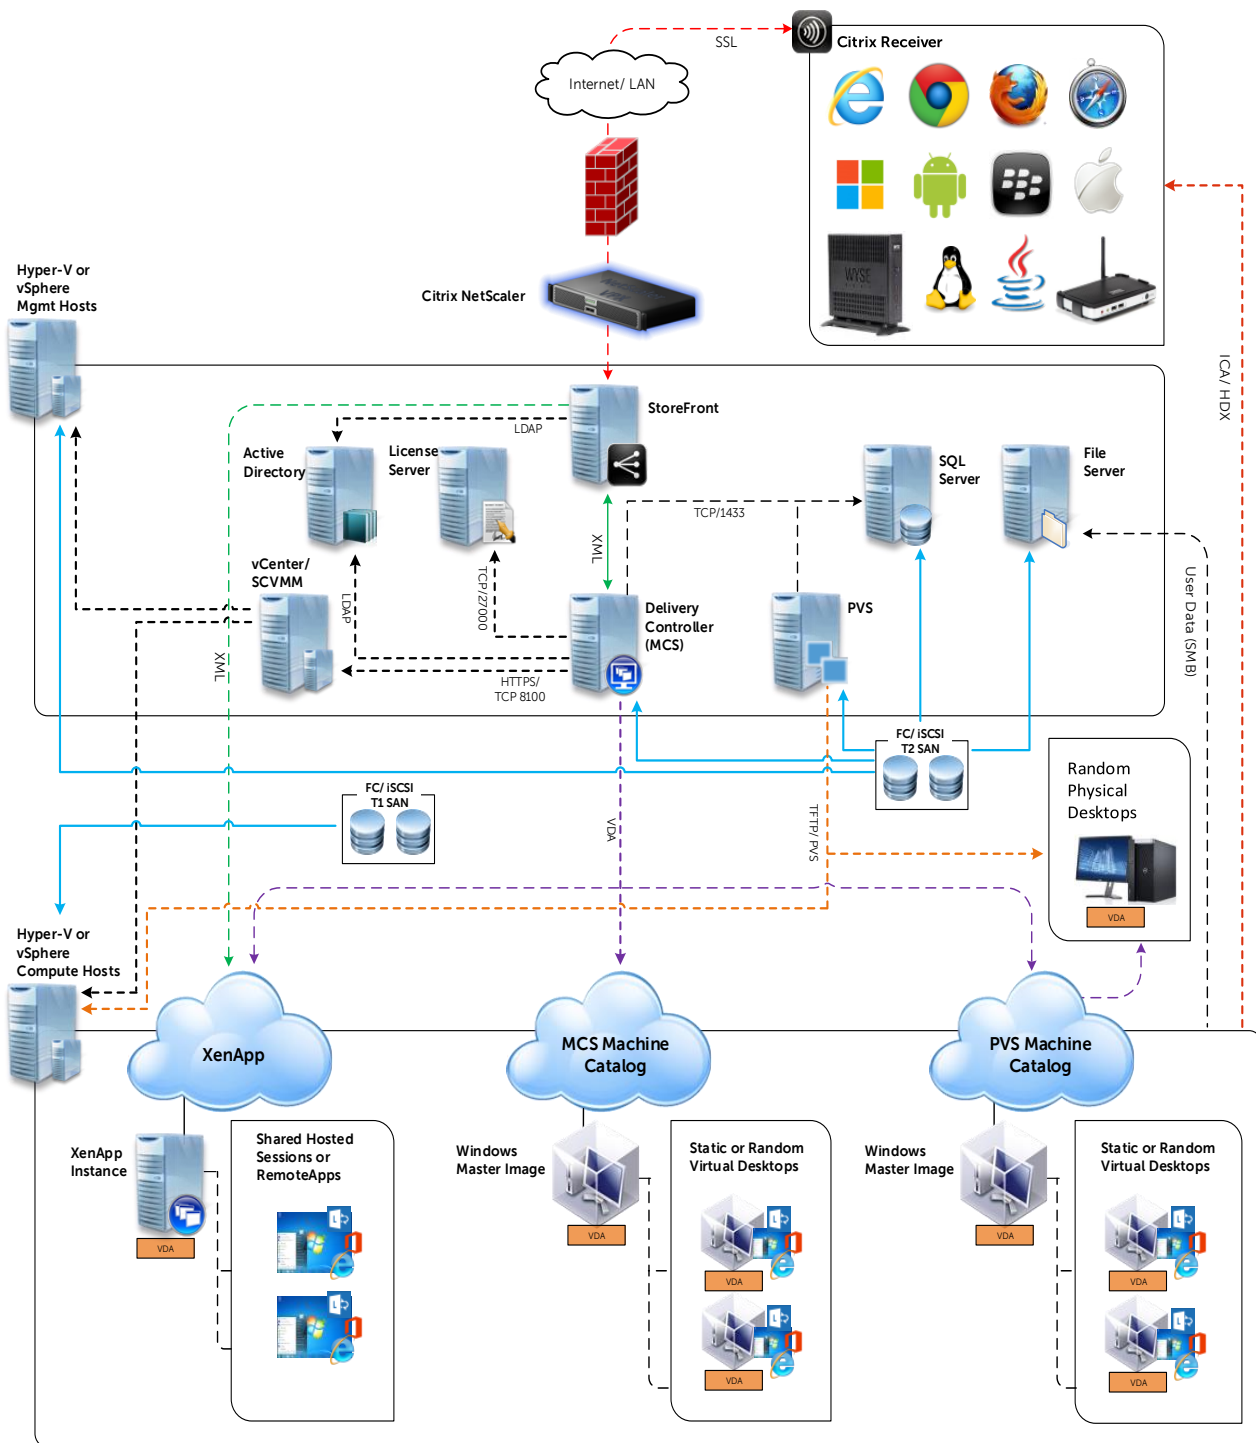 SSL
Citrix Receiver
Internet/ LAN
WYSE
Hyper-V or
vSphere
Mgmt Hosts
Citrix NetScaler
ICA/ HDX
StoreFront
LDAP
Active
Directory
License
Server
SQL
Server
File
Server
TCP/1433
XML
vCenter/
SCVMM
TCP/27000
LDAP
Delivery
Controller
(MCS)
PVS
User Data (SMB)
XML
HTTPS/
TCP 8100
FC/ iSCSI
T2 SAN
Random
Physical
Desktops
FC/ iSCSI
T1 SAN
VDA
TFTP/ PVS
VDA
Hyper-V or
vSphere
Compute Hosts
XenApp
MCS Machine
Catalog
PVS Machine
Catalog
XenApp
Instance
VDA
Shared Hosted
Sessions or
RemoteApps
Windows
Master Image
VDA
Static or Random
Virtual Desktops
VDA
VDA
Windows
Master Image
VDA
Static or Random
Virtual Desktops
VDA
VDA